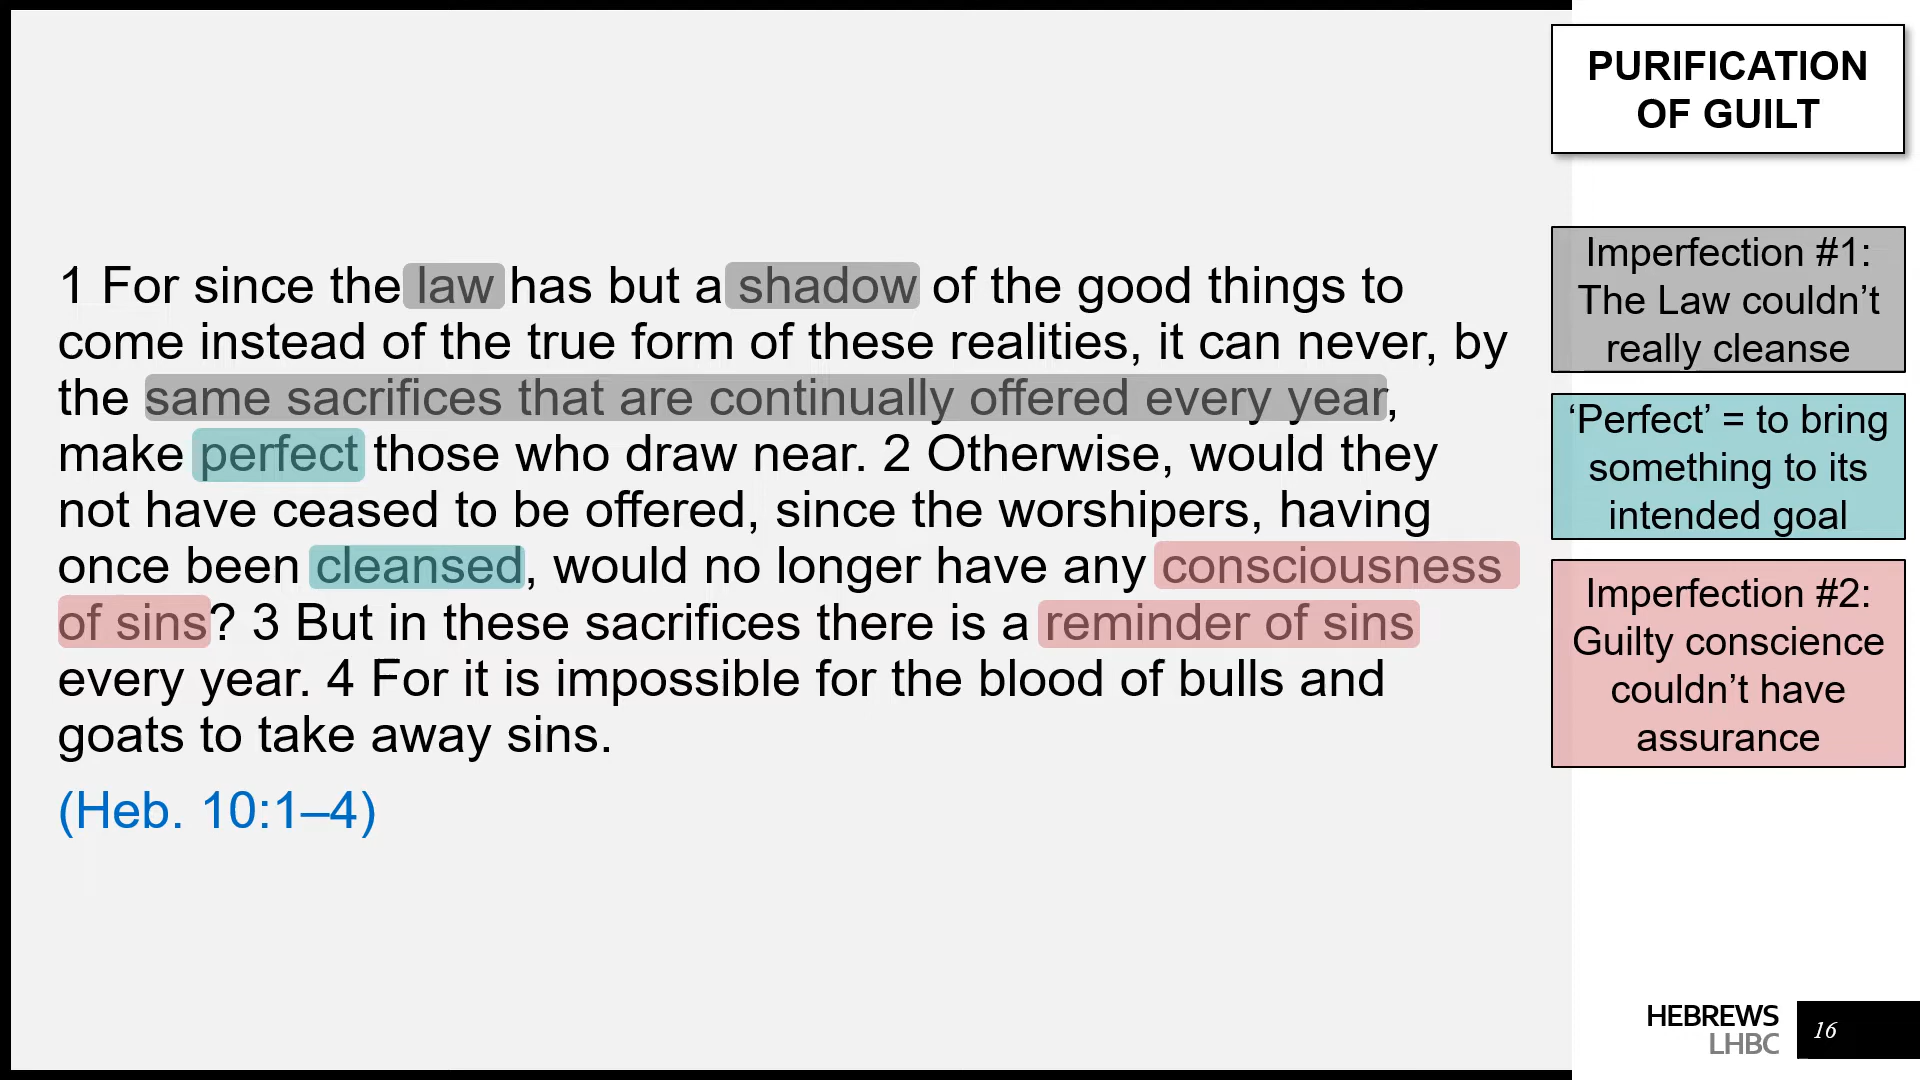 1 For since the law has but a shadow of the good things to
come instead of the true form of these realities, it can never, by
the same sacrifices that are continually offered every year,
make perfect those who draw near. 2 Otherwise, would they
not have ceased to be offered, since the worshipers, having
once been cleansed, would no longer have any consciousness
of sins? 3 But in these sacrifices there is a reminder of sins
every year. 4 For it is impossible for the blood of bulls and
goats to take away sins.
(Heb. 10:1–4)
PURIFICATION
OF GUILT
Imperfection #1:
The Law couldn’t
really cleanse
‘Perfect’ = to bring
something to its
intended goal
Imperfection #2:
Guilty conscience
couldn’t have
assurance
HEBREWS
LHBC
16